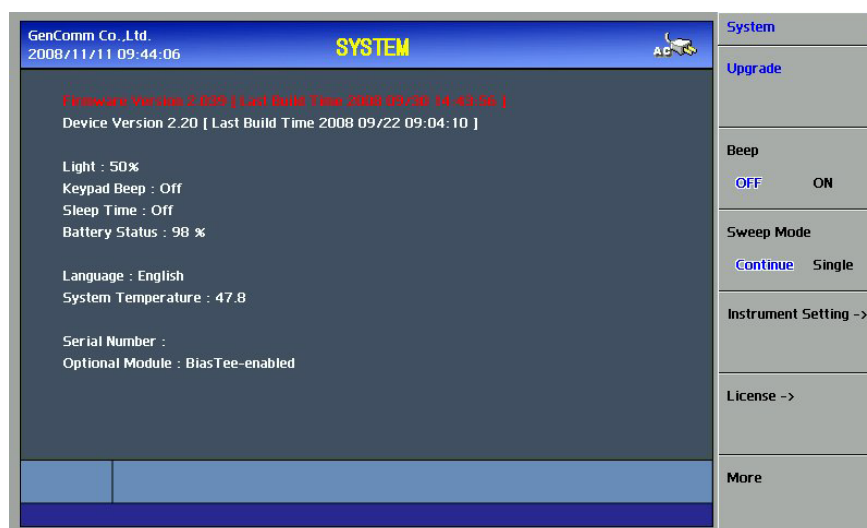 GenComm Co.,Ltd.
2008/11/11 09:44:06
SYSTEM
AC
Firmware Version 2.039 [ Last Build Time 2008 09/30 14:43:56 ]
Device Version 2.20 [ Last Build Time 2008 09/22 09:04:10 ]
Light : 50%
Keypad Beep : Off
Sleep Time : Off
Battery Status : 98 %
Language : English
System Temperature : 47.8
Serial Number :
Optional Module : BiasTee-enabled
System
Upgrade
Beep
OFF ON
Sweep Mode
Continue Single
Instrument Setting ->
License ->
More